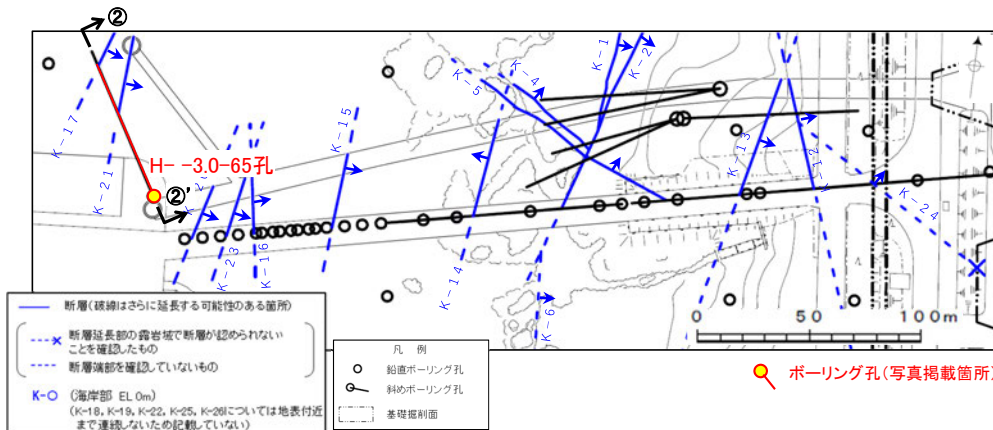 ②
K-17
K-21
H- -3.0-65孔
②'
K-23
K-16
K-15
K-5
K-4
K-1
K-2
K-14
K-6
K-13
K-12
K-24
0 50 100m
断層(破線はさらに延長する可能性のある箇所)
断層延長部の露岩域で断層が認められない
ことを確認したもの
断層端部を確認していないもの
K-○ (海岸部 EL 0m)
(K-18, K-19, K-22, K-25, K-26については地表付近
まで連続しないため記載していない)
凡 例
鉛直ボーリング孔
斜めボーリング孔
基礎掘削面
ボーリング孔(写真掲載箇所)